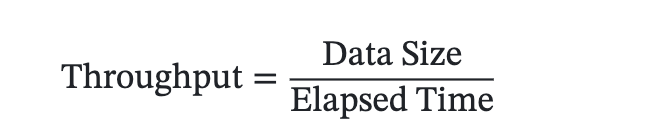 Throughput = Data Size
Elapsed Time